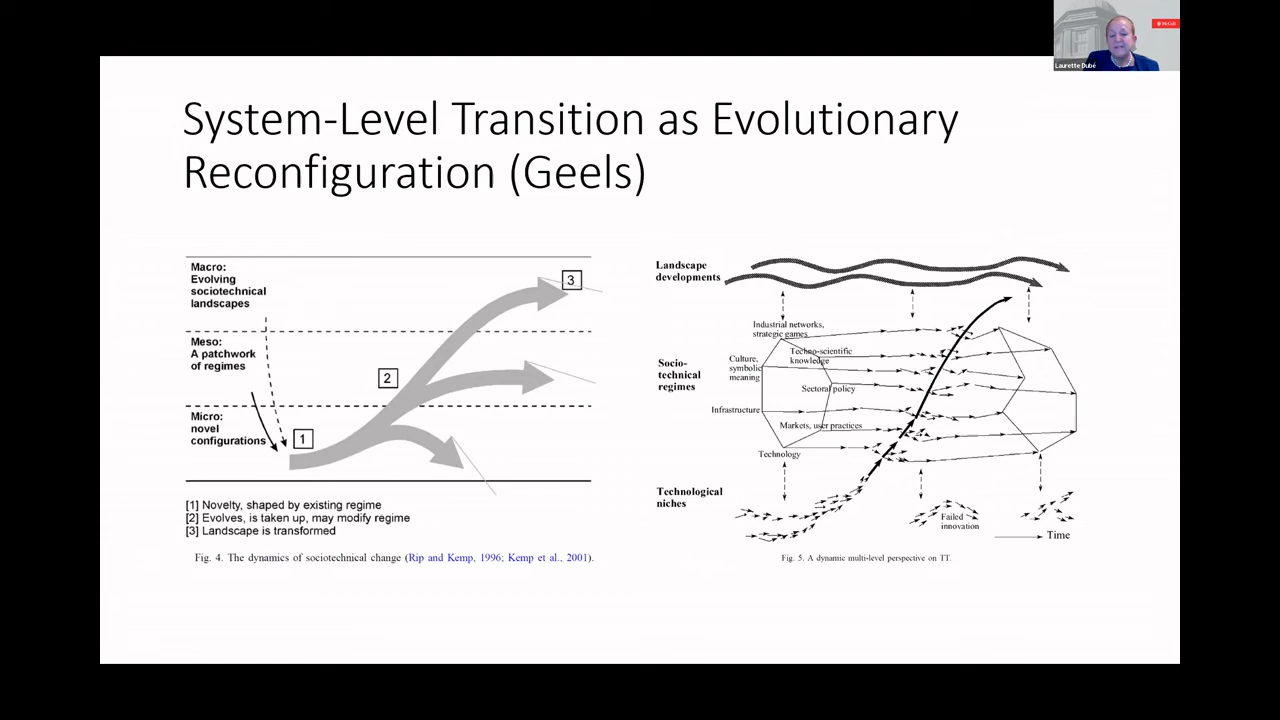 McGill
Laurette Dubé
System-Level Transition as Evolutionary
Reconfiguration (Geels)
Macro:
Evolving
sociotechnical
landscapes
Meso:
A patchwork
of regimes
Micro:
novel
configurations
1
2
3
[1] Novelty, shaped by existing regime
[2] Evolves, is taken up, may modify regime
[3] Landscape is transformed
Fig. 4. The dynamics of sociotechnical change (Rip and Kemp, 1996; Kemp et al., 2001).
Landscape
developments
Industrial networks,
strategic games
Techno-scientific
knowledge
Culture,
symbolic
meaning
Socio-
technical
regimes
Sectoral policy
Infrastructure
Markets, user practices
Technology
Technological
niches
Failed
innovation
Time
Fig. 5. A dynamic multi-level perspective on TT.